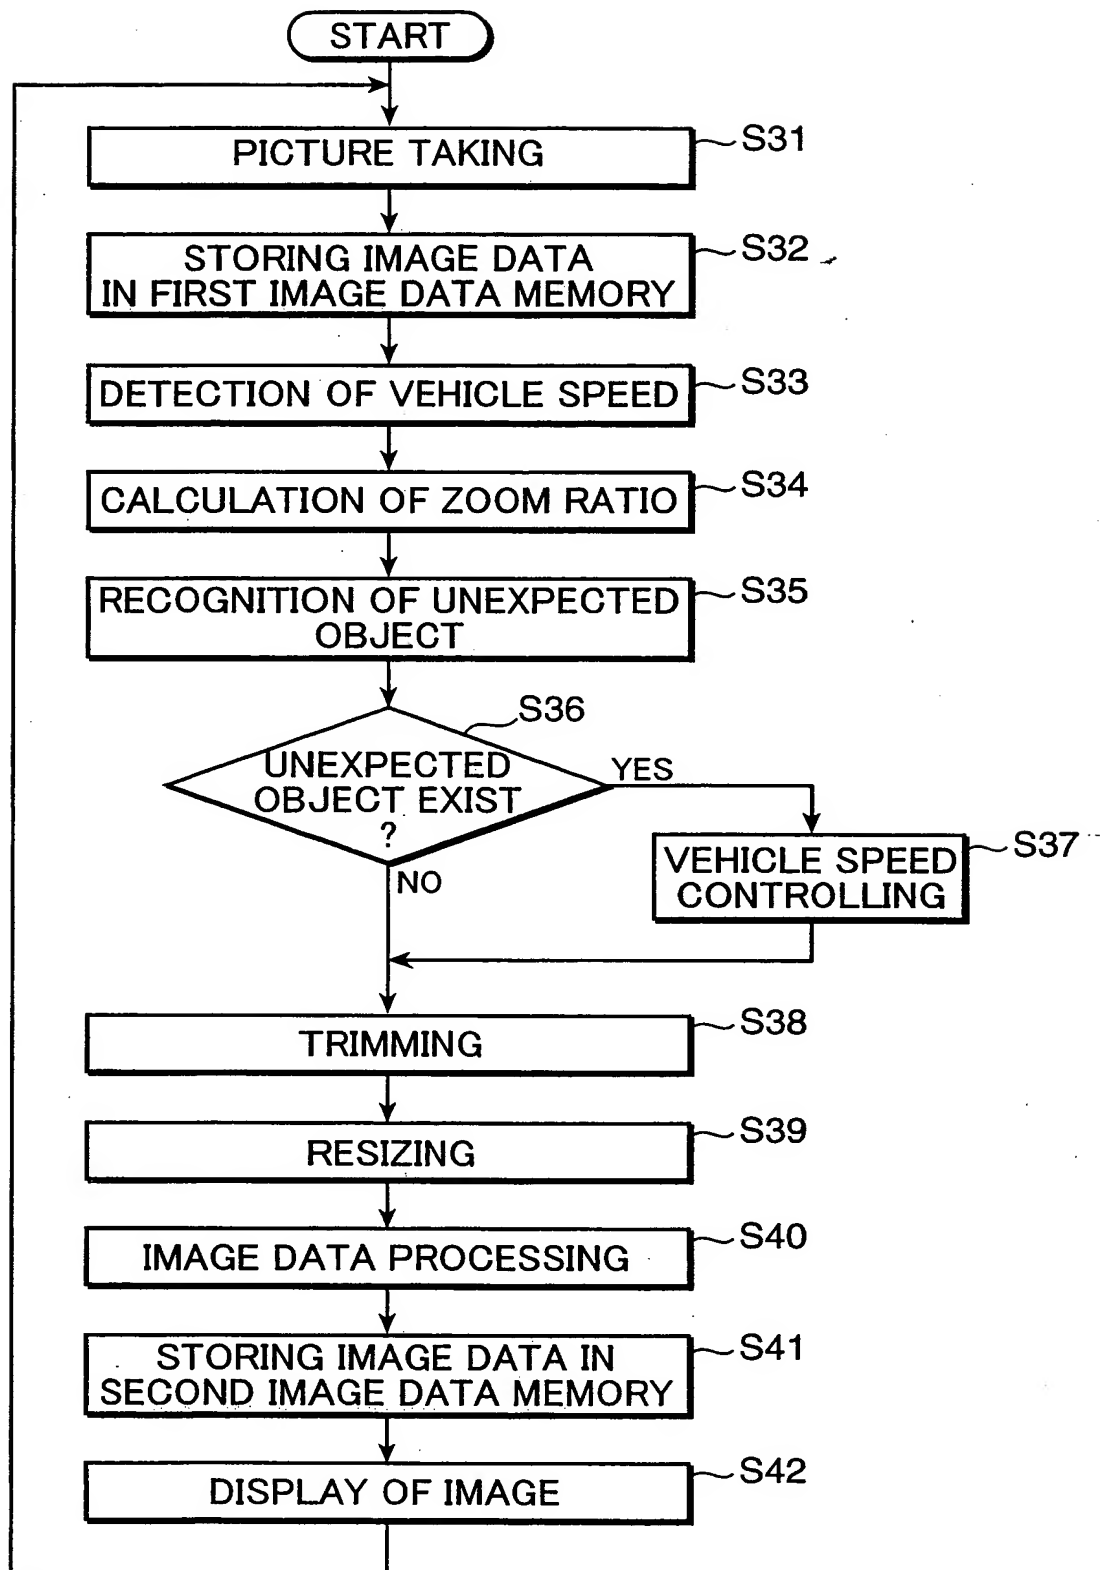 START
PICTURE TAKING
S31
STORING IMAGE DATA
IN FIRST IMAGE DATA MEMORY
S32
DETECTION OF VEHICLE SPEED
S33
CALCULATION OF ZOOM RATIO
S34
RECOGNITION OF UNEXPECTED
OBJECT
S35
S36
UNEXPECTED
OBJECT EXIST
?
YES
NO
VEHICLE SPEED
CONTROLLING
S37
TRIMMING
S38
RESIZING
S39
IMAGE DATA PROCESSING
S40
STORING IMAGE DATA IN
SECOND IMAGE DATA MEMORY
S41
DISPLAY OF IMAGE
S42